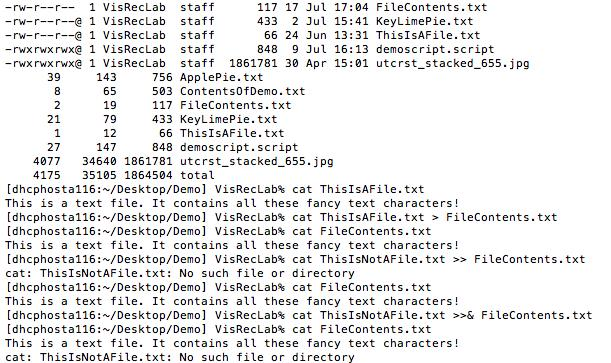 -rw-r--r--  1 VisRecLab  staff      117 17 Jul 17:04 FileContents.txt
-rw-r--r--@ 1 VisRecLab  staff      433  2 Jul 15:41 KeyLimePie.txt
-rw-r--r--@ 1 VisRecLab  staff       66 24 Jun 13:31 ThisIsAFile.txt
-rwxrwxrwx@ 1 VisRecLab  staff      848  9 Jul 16:13 demoscript.script
-rwxrwxrwx@ 1 VisRecLab  staff  1861781 30 Apr 15:01 utcrst_stacked_655.jpg
      39     143     756 ApplePie.txt
       8      65     503 ContentsOfDemo.txt
       2      19     117 FileContents.txt
      21      79     433 KeyLimePie.txt
       1      12      66 ThisIsAFile.txt
      27     147     848 demoscript.script
    4077   34640 1861781 utcrst_stacked_655.jpg
    4175   35105 1864504 total
[dhcphosta116:~/Desktop/Demo] VisRecLab% cat ThisIsAFile.txt
This is a text file. It contains all these fancy text characters!
[dhcphosta116:~/Desktop/Demo] VisRecLab% cat ThisIsAFile.txt > FileContents.txt
[dhcphosta116:~/Desktop/Demo] VisRecLab% cat FileContents.txt
This is a text file. It contains all these fancy text characters!
[dhcphosta116:~/Desktop/Demo] VisRecLab% cat ThisIsNotAFile.txt >> FileContents.txt
cat: ThisIsNotAFile.txt: No such file or directory
[dhcphosta116:~/Desktop/Demo] VisRecLab% cat FileContents.txt
This is a text file. It contains all these fancy text characters!
[dhcphosta116:~/Desktop/Demo] VisRecLab% cat ThisIsNotAFile.txt >>& FileContents.txt
[dhcphosta116:~/Desktop/Demo] VisRecLab% cat FileContents.txt
This is a text file. It contains all these fancy text characters!
cat: ThisIsNotAFile.txt: No such file or directory